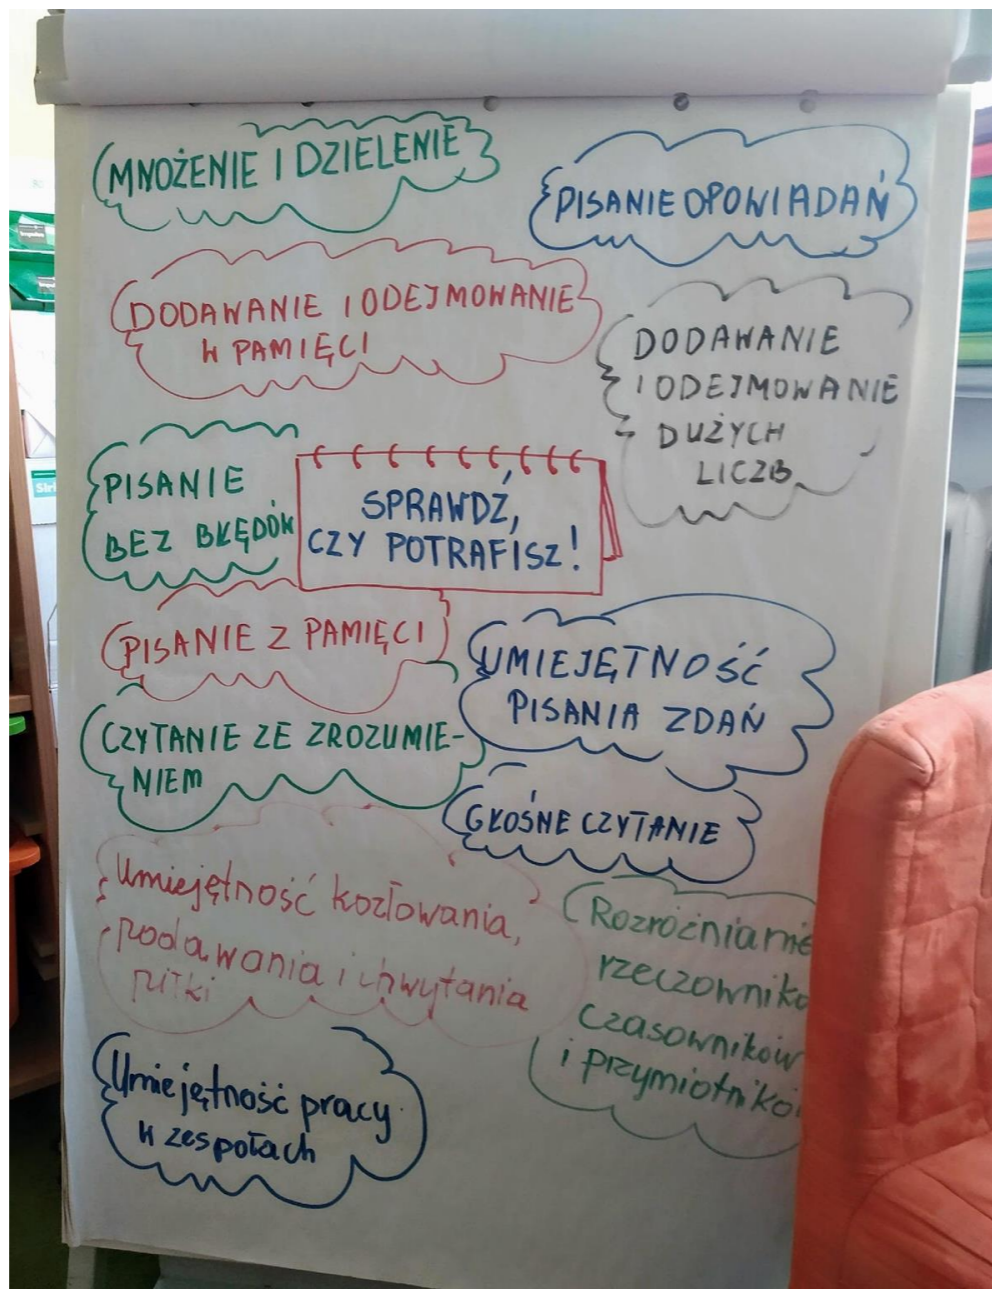 MNOŻENIE I DZIELENIE
PISANIE OPOWIADAŃ
DODAWANIE I ODEJMOWANIE
W PAMIĘCI
DODAWANIE
I ODEJMOWANIE
DUŻYCH
LICZB
PISANIE
BEZ BŁĘDÓW
SPRAWDŹ,
CZY POTRAFISZ!
PISANIE Z PAMIĘCI
UMIEJĘTNOŚĆ
PISANIA ZDAŃ
CZYTANIE ZE ZROZUMIE-
NIEM
GŁOŚNE CZYTANIE
Umiejętność kozłowania,
podawania i chwytania
piłki
Rozróżnianie
rzeczownikó
czasowników
i przymiotnikó
Umiejętność pracy
w zespołach